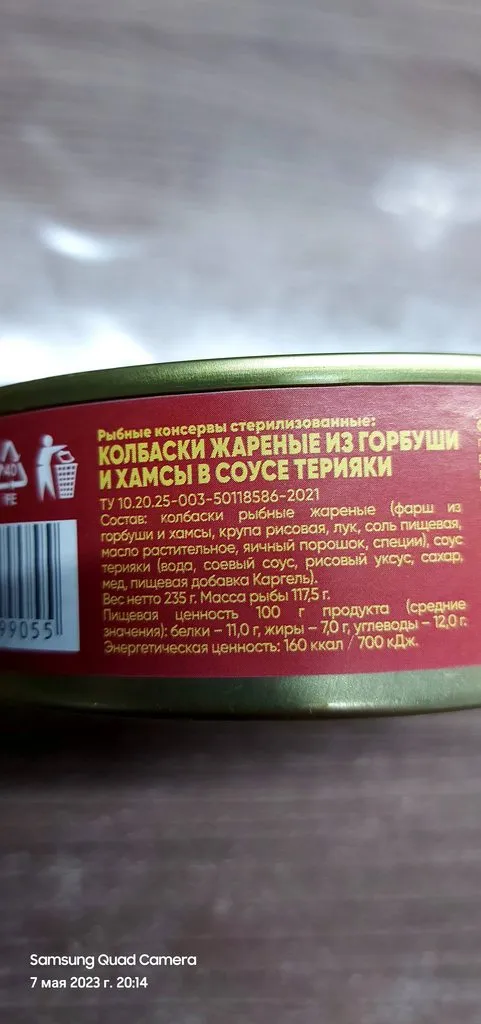 Рыбные консервы стерилизованные:
КОЛБАСКИ ЖАРЕНЫЕ ИЗ ГОРБУШИ
И ХАМСЫ В СОУСЕ ТЕРИЯКИ
ТУ 10.20.25-003-50118586-2021
Состав: колбаски рыбные жареные (фарш из
горбуши и хамсы, крупа рисовая, лук, соль пищевая,
масло растительное, яичный порошок, специи), соус
терияки (вода, соевый соус, рисовый уксус, сахар,
мед, пищевая добавка Каргель).
Вес нетто 235 г. Масса рыбы 117,5 г.
Пищевая ценность 100 г продукта (средние
значения): белки – 11,0 г, жиры – 7,0 г, углеводы – 12,0 г.
Энергетическая ценность: 160 ккал / 700 кДж.
/40
FE
99055
Samsung Quad Camera
7 мая 2023 г. 20:14